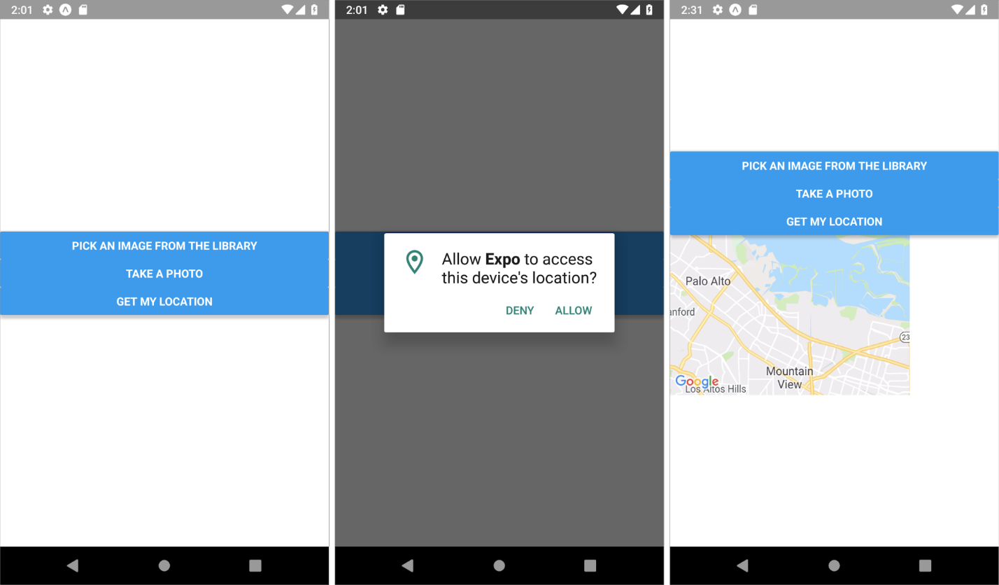 2:01
PICK AN IMAGE FROM THE LIBRARY
TAKE A PHOTO
GET MY LOCATION
2:01
Allow Expo to access
this device's location?
DENY ALLOW
2:31
PICK AN IMAGE FROM THE LIBRARY
TAKE A PHOTO
GET MY LOCATION
Palo Alto
anford
23
Mountain
View
Google
Los Altos Hills